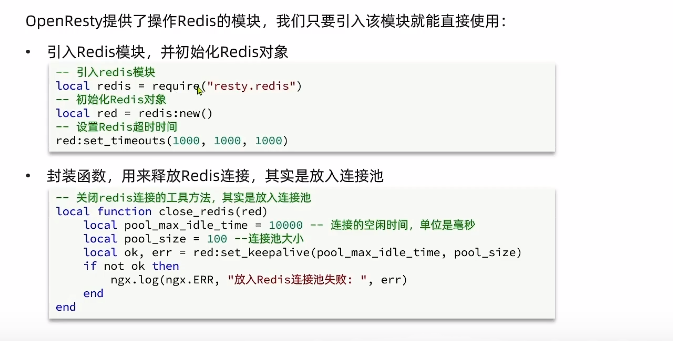 OpenResty提供了操作Redis的模块，我们只要引入该模块就能直接使用：
• 引入Redis模块，并初始化Redis对象
-- 引入redis模块
local redis = require("resty.redis")
-- 初始化Redis对象
local red = redis:new()
-- 设置Redis超时时间
red:set_timeouts(1000, 1000, 1000)
• 封装函数，用来释放Redis连接，其实是放入连接池
-- 关闭redis连接的工具方法，其实是放入连接池
local function close_redis(red)
    local pool_max_idle_time = 10000 -- 连接的空闲时间，单位是毫秒
    local pool_size = 100 --连接池大小
    local ok, err = red:set_keepalive(pool_max_idle_time, pool_size)
    if not ok then
        ngx.log(ngx.ERR, "放入Redis连接池失败: ", err)
    end
end